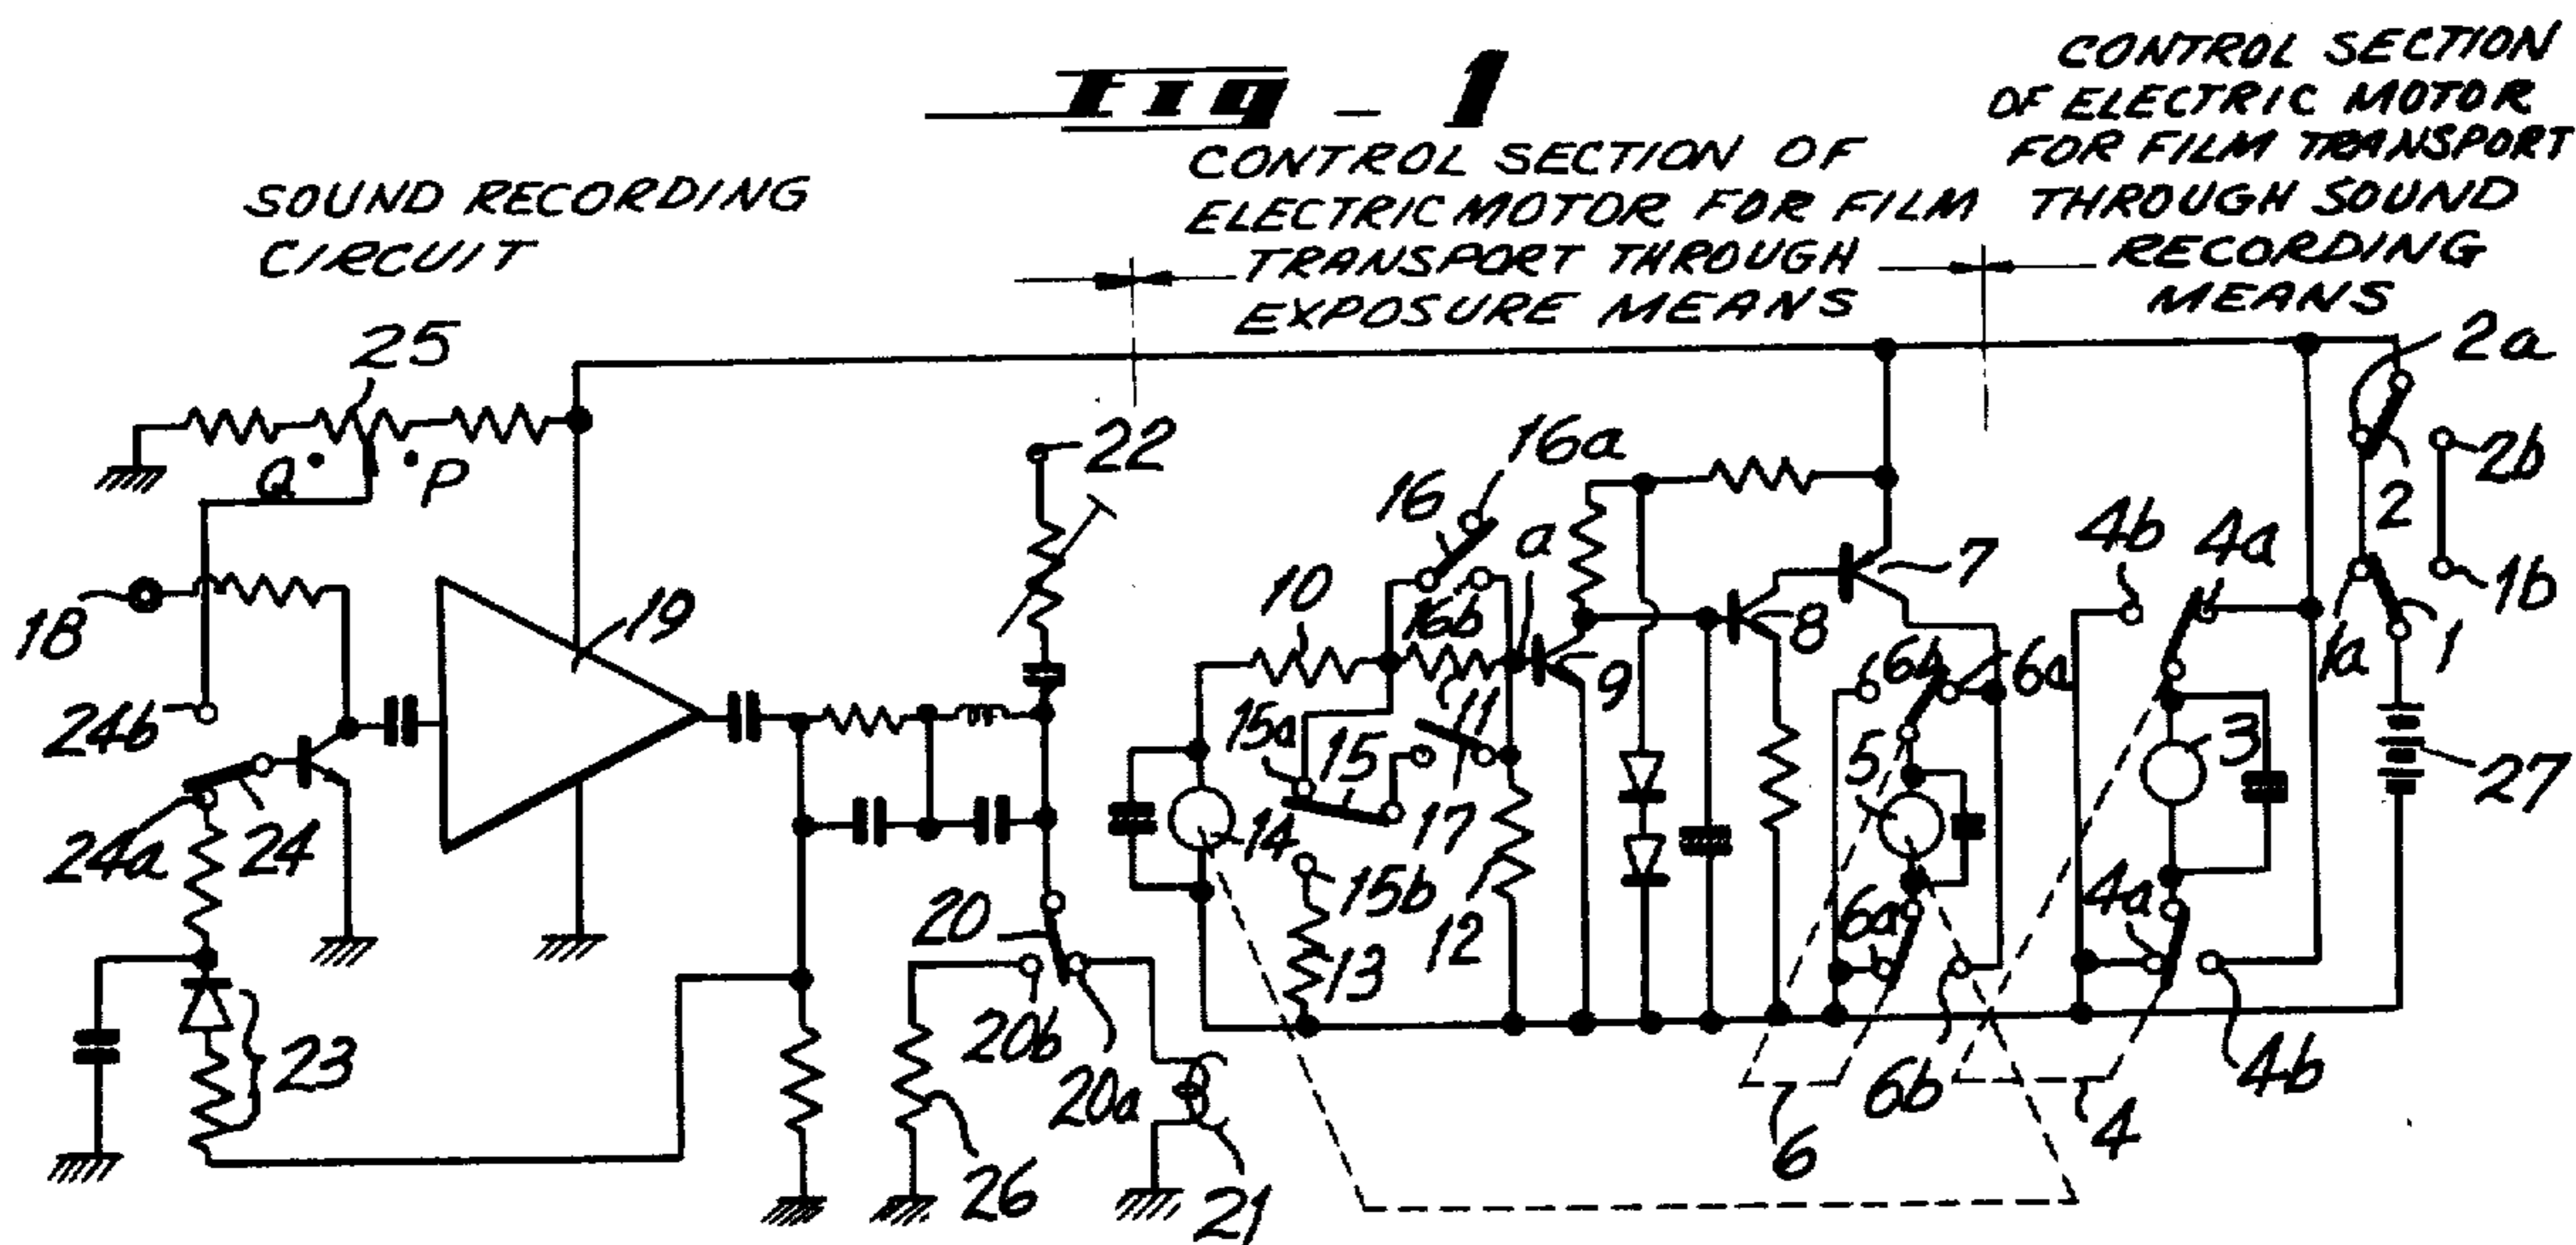 Fig - 1
SOUND RECORDING
CIRCUIT
CONTROL SECTION OF
ELECTRIC MOTOR FOR FILM
TRANSPORT THROUGH
EXPOSURE MEANS
CONTROL SECTION
OF ELECTRIC MOTOR
FOR FILM TRANSPORT
THROUGH SOUND
RECORDING
MEANS
25
Q P
18
19
24b
24a
24
23
22
20
20b
20a
26
21
10
16
16a
16b
a
11
9
15a
15
14
17
15b
12
13
8
7
6b
6a
5
6a
6b
6
4b
4a
3
4a
4b
4
2a
2
2b
1a
1
1b
27